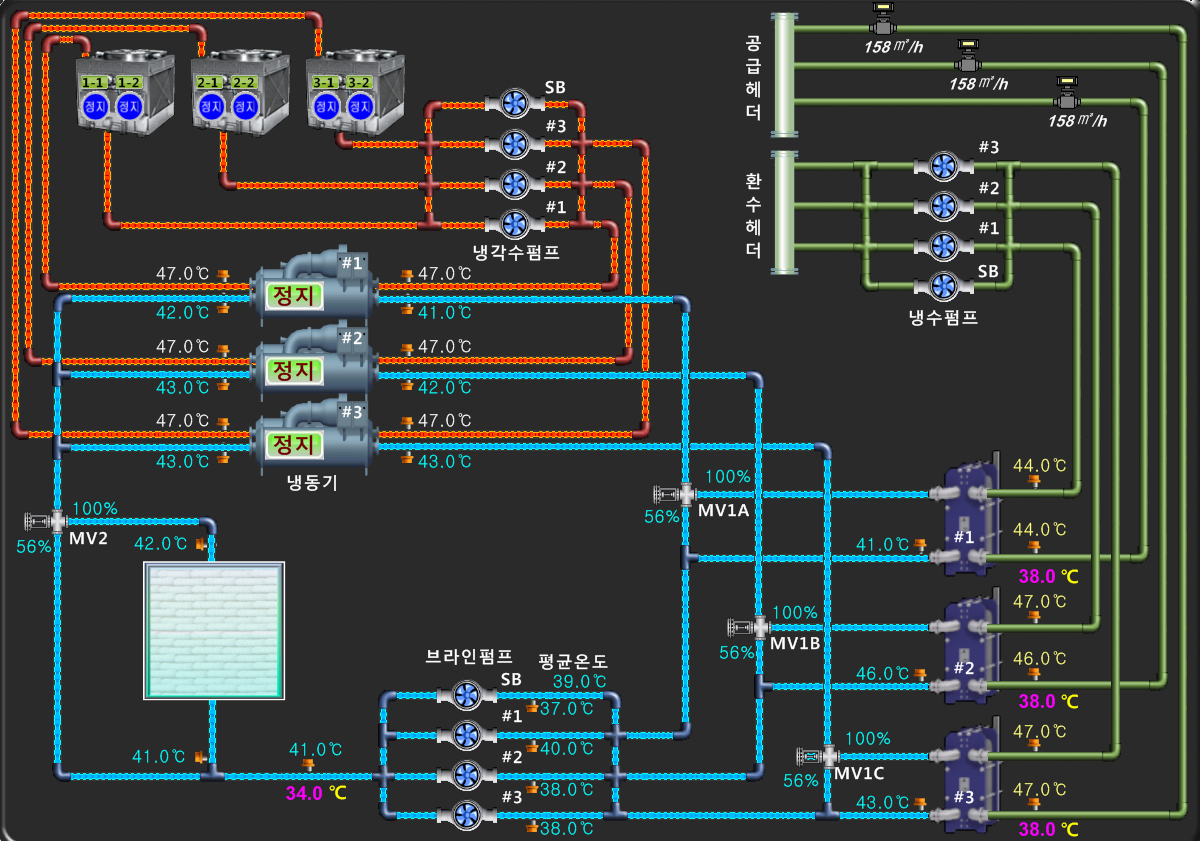 1-1 1-2
정지 정지
2-1 2-2
정지 정지
3-1 3-2
정지 정지
SB
#3
#2
#1
냉각수펌프
공급헤더
158 ㎥/h
158 ㎥/h
158 ㎥/h
환수헤더
#3
#2
#1
SB
냉수펌프
47.0℃
42.0℃
#1
정지
47.0℃
41.0℃
47.0℃
43.0℃
#2
정지
47.0℃
42.0℃
47.0℃
43.0℃
#3
정지
47.0℃
43.0℃
냉동기
100%
56%
MV2
42.0℃
41.0℃
41.0℃
34.0 ℃
브라인펌프
평균온도
39.0℃
SB
37.0℃
#1
40.0℃
#2
38.0℃
#3
38.0℃
100%
56%
MV1A
100%
56%
MV1B
100%
56%
MV1C
44.0℃
41.0℃
#1
44.0℃
38.0 ℃
47.0℃
46.0℃
#2
46.0℃
38.0 ℃
47.0℃
43.0℃
#3
47.0℃
38.0 ℃